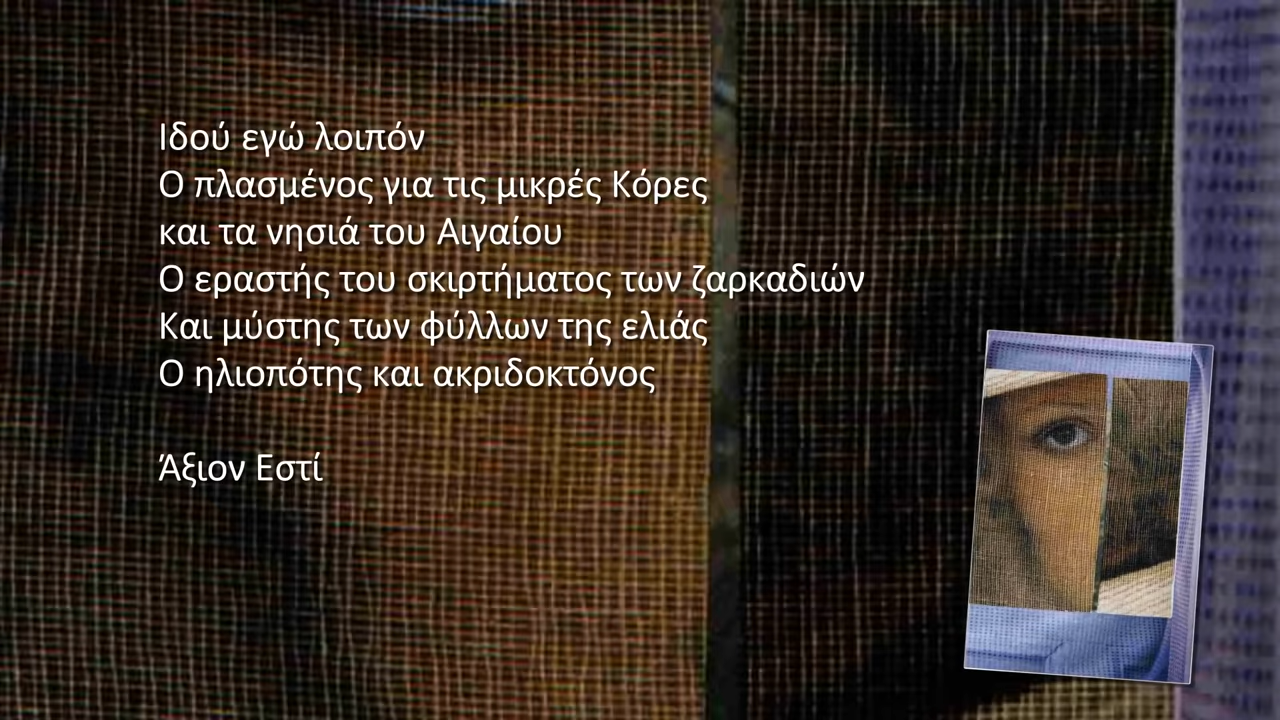 Ιδού εγώ λοιπόν
Ο πλασμένος για τις μικρές Κόρες
και τα νησιά του Αιγαίου
Ο εραστής του σκιρτήματος των ζαρκαδιών
Και μύστης των φύλλων της ελιάς
Ο ηλιοπότης και ακριδοκτόνος
Άξιον Εστί